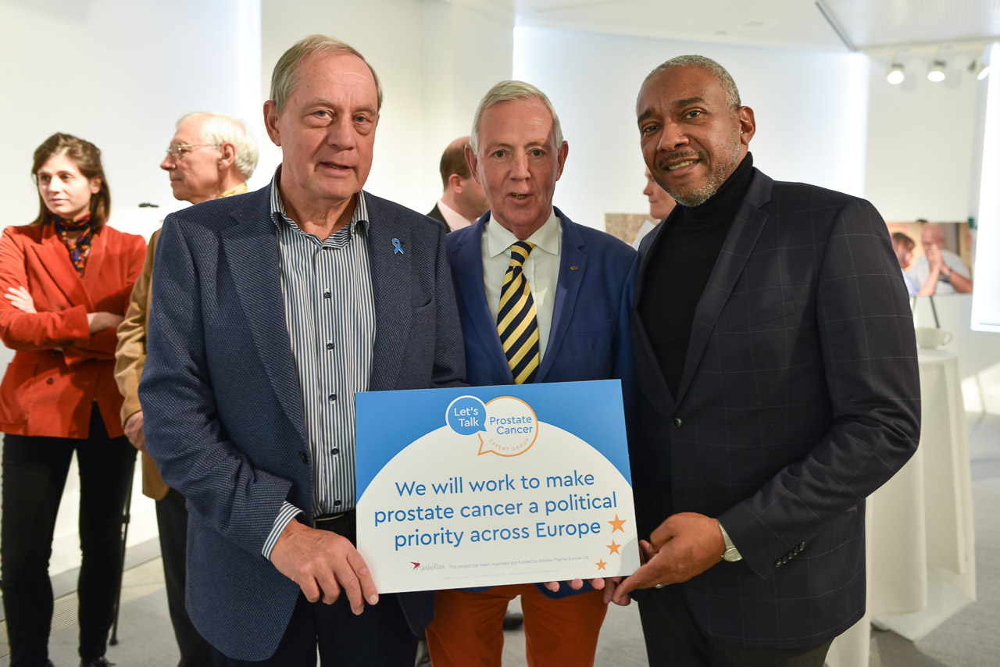 Let's
Talk
Prostate
Cancer
EXPERT GROUP
We will work to make
prostate cancer a political
priority across Europe
astellas
This project has been organised and funded by Astellas Pharma Europe Ltd.